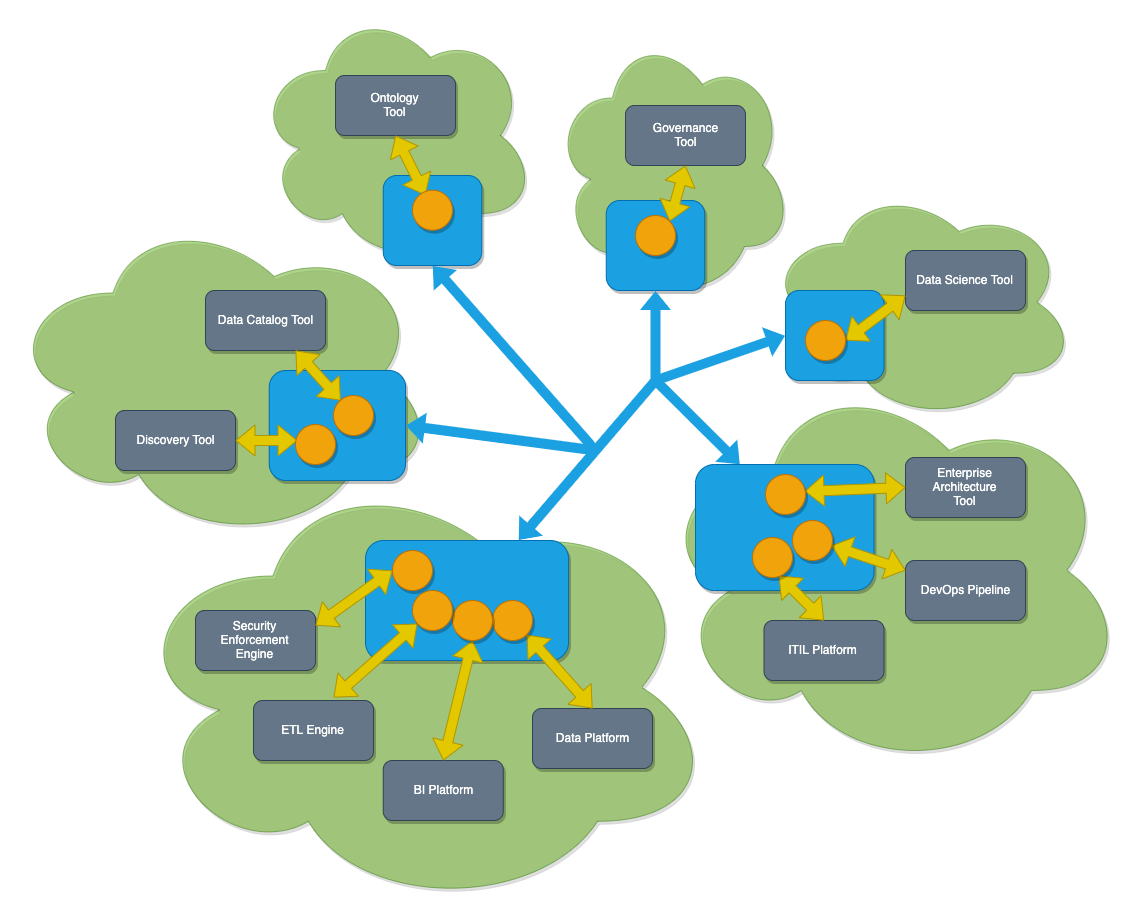 Ontology
Tool
Governance
Tool
Data Science Tool
Data Catalog Tool
Discovery Tool
Enterprise
Architecture
Tool
DevOps Pipeline
ITIL Platform
Security
Enforcement
Engine
ETL Engine
Data Platform
BI Platform